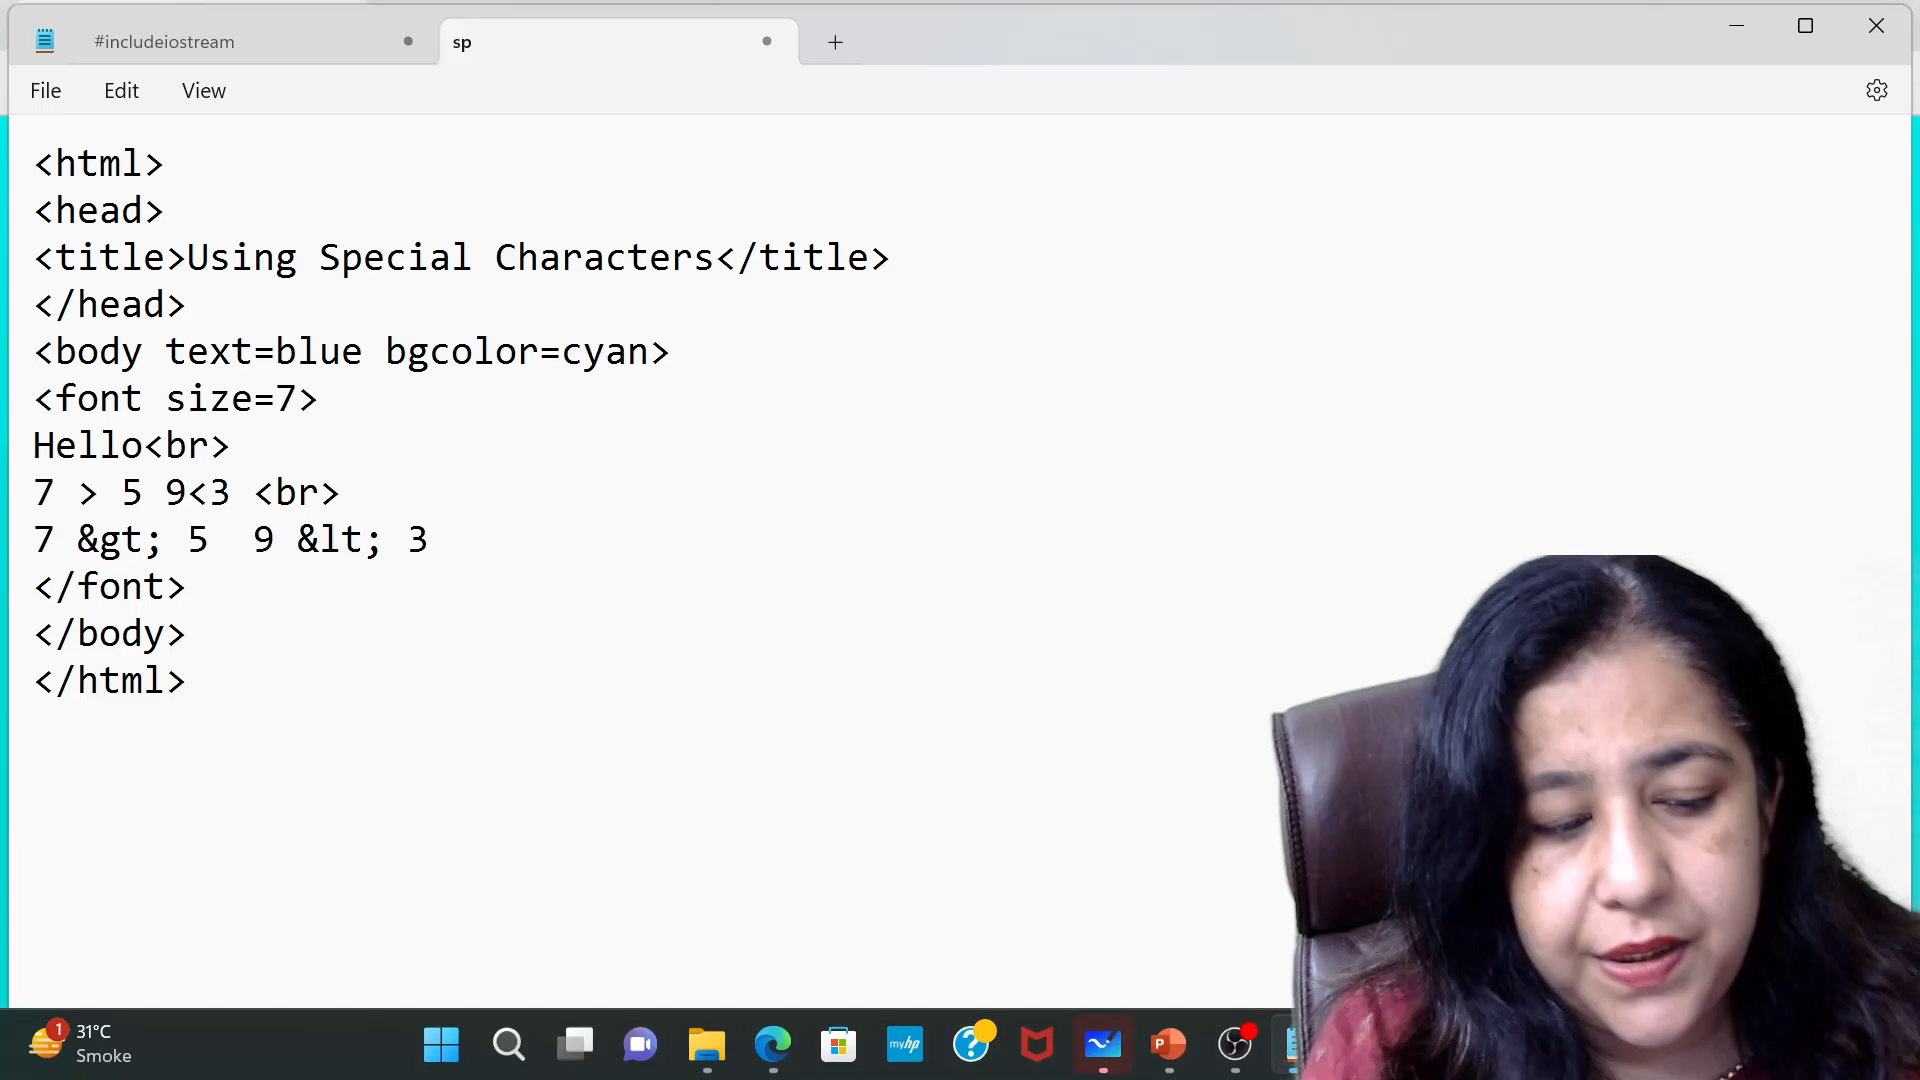 #includeiostream
sp
File Edit View
<html>
<head>
<title>Using Special Characters</title>
</head>
<body text=blue bgcolor=cyan>
<font size=7>
Hello<br>
7 > 5 9<3 <br>
7 &gt; 5  9 &lt; 3
</font>
</body>
</html>
1
31°C
Smoke
myhp
?
P